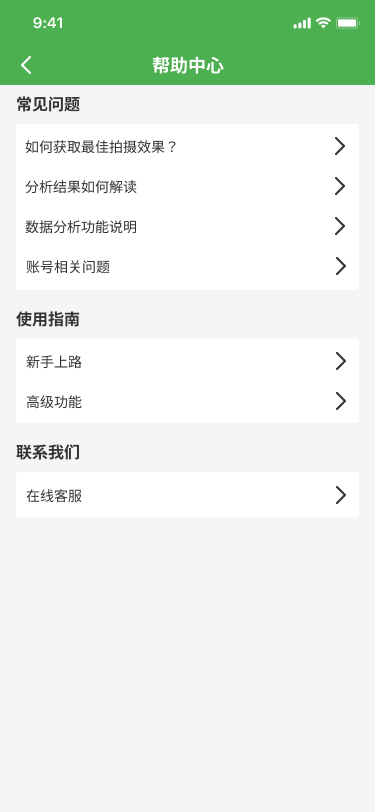 9:41
帮助中心
常见问题
如何获取最佳拍摄效果？
分析结果如何解读
数据分析功能说明
账号相关问题
使用指南
新手上路
高级功能
联系我们
在线客服